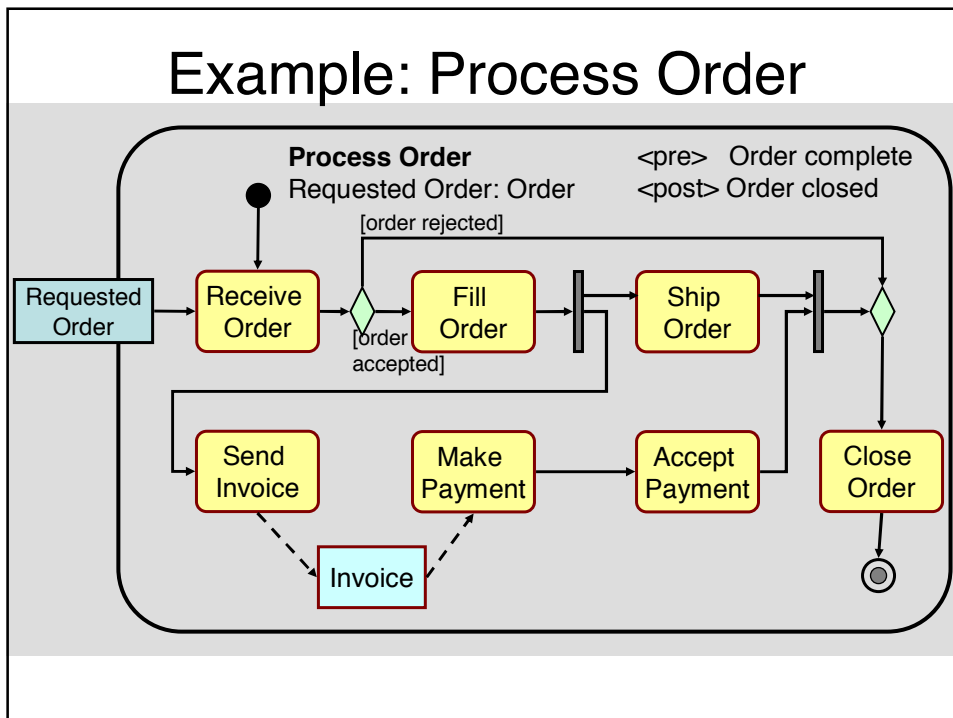 Example: Process Order
Process Order
Requested Order: Order
<pre> Order complete
<post> Order closed
[order rejected]
Requested
Order
Receive
Order
[order
accepted]
Fill
Order
Ship
Order
Send
Invoice
Make
Payment
Accept
Payment
Close
Order
Invoice